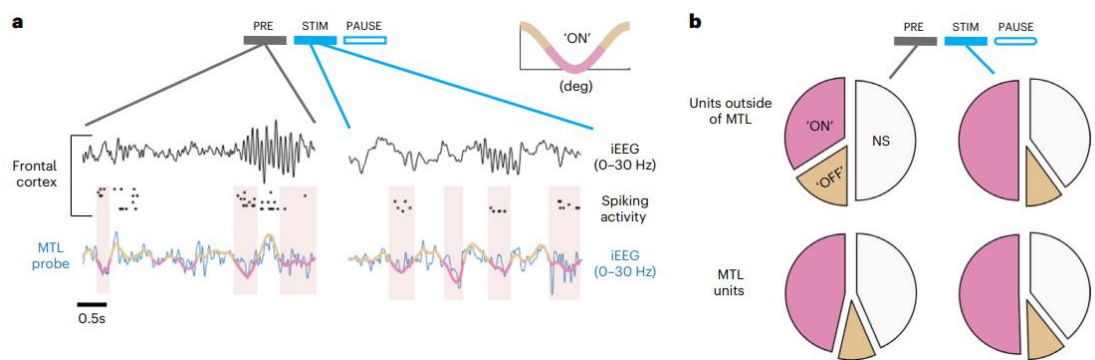 a
PRE STIM PAUSE
'ON'
(deg)
Frontal
cortex
iEEG
(0–30 Hz)
Spiking
activity
MTL
probe
iEEG
(0–30 Hz)
0.5s
b
PRE STIM PAUSE
Units outside
of MTL
'ON'
NS
'OFF'
MTL
units